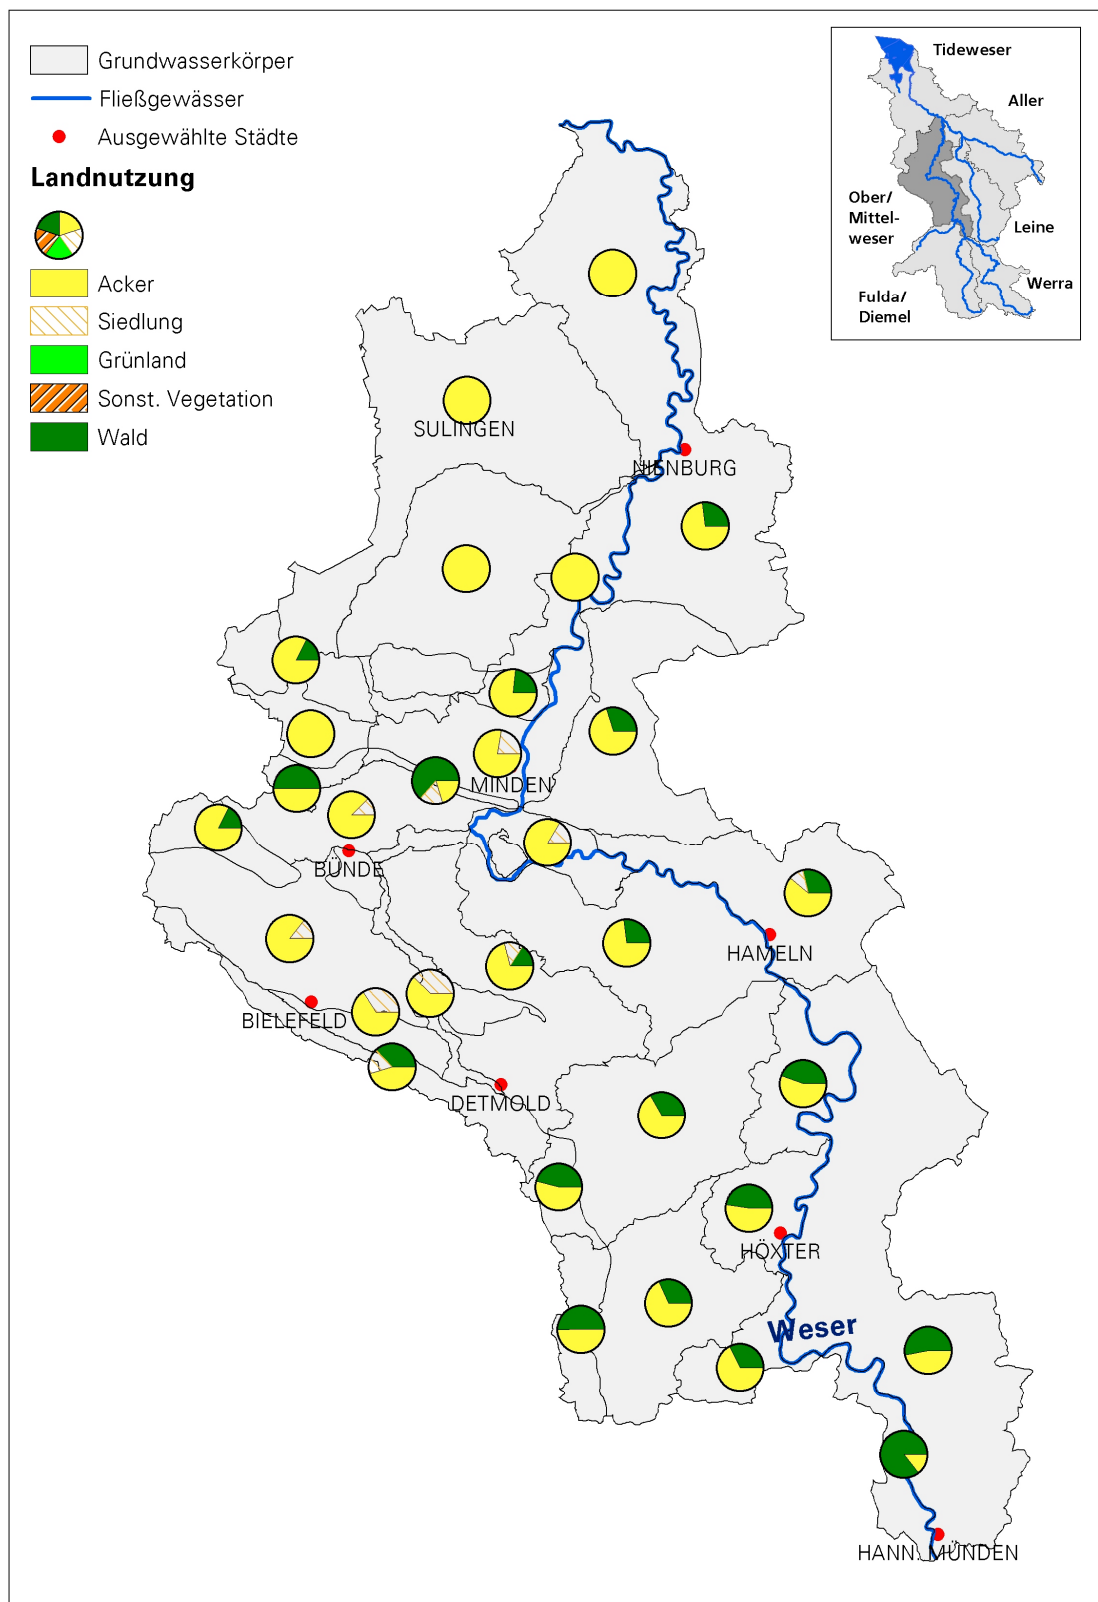 Grundwasserkörper
Fließgewässer
Ausgewählte Städte
Landnutzung
Acker
Siedlung
Grünland
Sonst. Vegetation
Wald
Tideweser
Aller
Ober/
Mittel-
weser
Leine
Werra
Fulda/
Diemel
SULINGEN
NIENBURG
MINDEN
BÜNDE
HAMELN
BIELEFELD
DETMOLD
HÖXTER
Weser
HANN. MÜNDEN